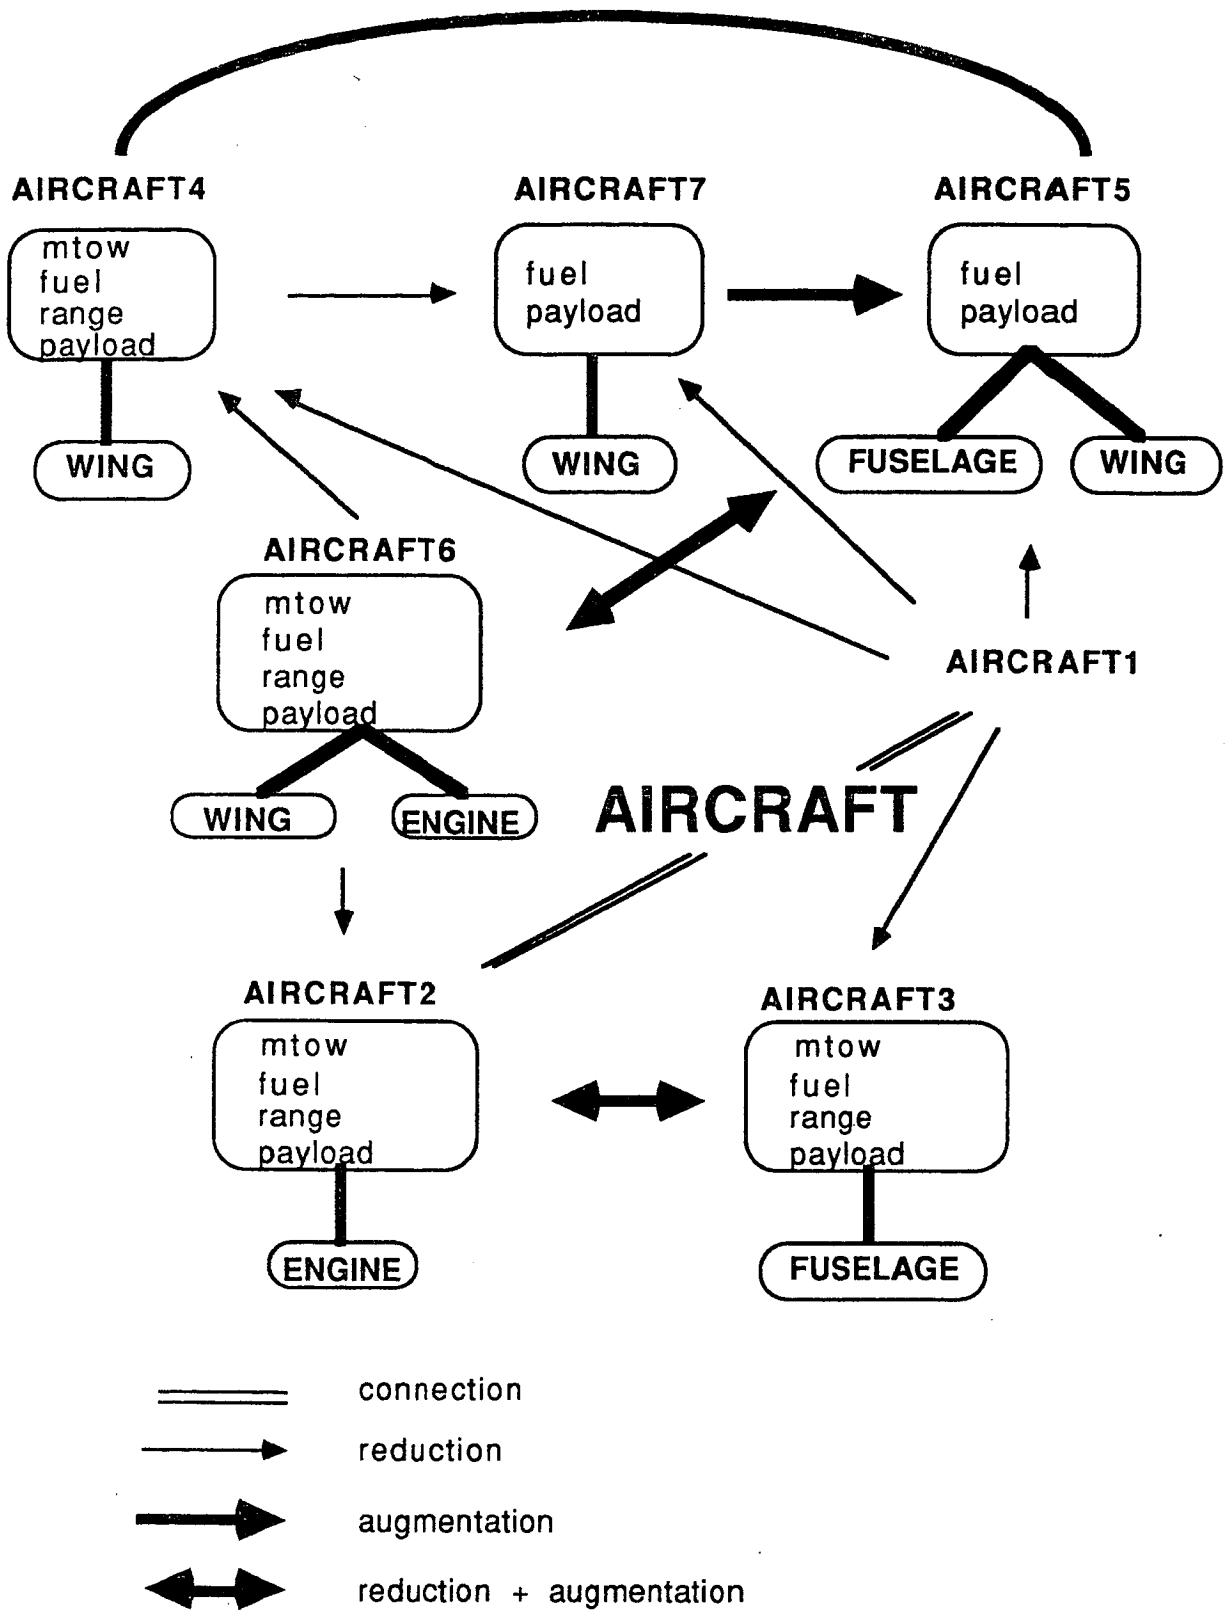 AIRCRAFT4
AIRCRAFT7
AIRCRAFT5
mtow
fuel
range
payload
fuel
payload
fuel
payload
WING
WING
FUSELAGE
WING
AIRCRAFT6
mtow
fuel
range
payload
AIRCRAFT1
WING
ENGINE
AIRCRAFT
AIRCRAFT2
AIRCRAFT3
mtow
fuel
range
payload
mtow
fuel
range
payload
ENGINE
FUSELAGE
connection
reduction
augmentation
reduction + augmentation